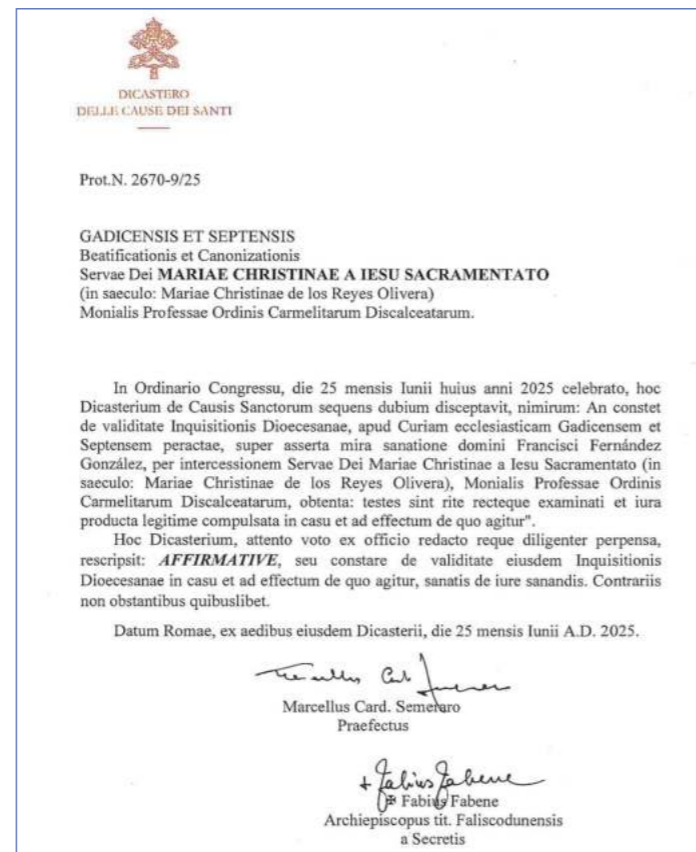 DICASTERO
DELLE CAUSE DEI SANTI
Prot.N. 2670-9/25
GADICENSIS ET SEPTENSIS
Beatificationis et Canonizationis
Servae Dei MARIAE CHRISTINAE A IESU SACRAMENTATO
(in saeculo: Mariae Christinae de los Reyes Olivera)
Monialis Professae Ordinis Carmelitarum Discalceatarum.
In Ordinario Congressu, die 25 mensis Iunii huius anni 2025 celebrato, hoc
Dicasterium de Causis Sanctorum sequens dubium disceptavit, nimirum: An constet
de validitate Inquisitionis Dioecesanae, apud Curiam ecclesiasticam Gadicensem et
Septensem peractae, super asserta mira sanatione domini Francisci Fernández
González, per intercessionem Servae Dei Mariae Christinae a Iesu Sacramentato (in
saeculo: Mariae Christinae de los Reyes Olivera), Monialis Professae Ordinis
Carmelitarum Discalceatarum, obtenta: testes sint rite recteque examinati et iura
producta legitime compulsata in casu et ad effectum de quo agitur".
Hoc Dicasterium, attento voto ex officio redacto reque diligenter perpensa,
rescripsit: AFFIRMATIVE, seu constare de validitate eiusdem Inquisitionis
Dioecesanae in casu et ad effectum de quo agitur, sanatis de iure sanandis. Contrariis
non obstantibus quibuslibet.
Datum Romae, ex aedibus eiusdem Dicasterii, die 25 mensis Iunii A.D. 2025.
Marcellus Card. Semeraro
Praefectus
+ Fabius Fabene
✠ Fabius Fabene
Archiepiscopus tit. Faliscodunensis
a Secretis